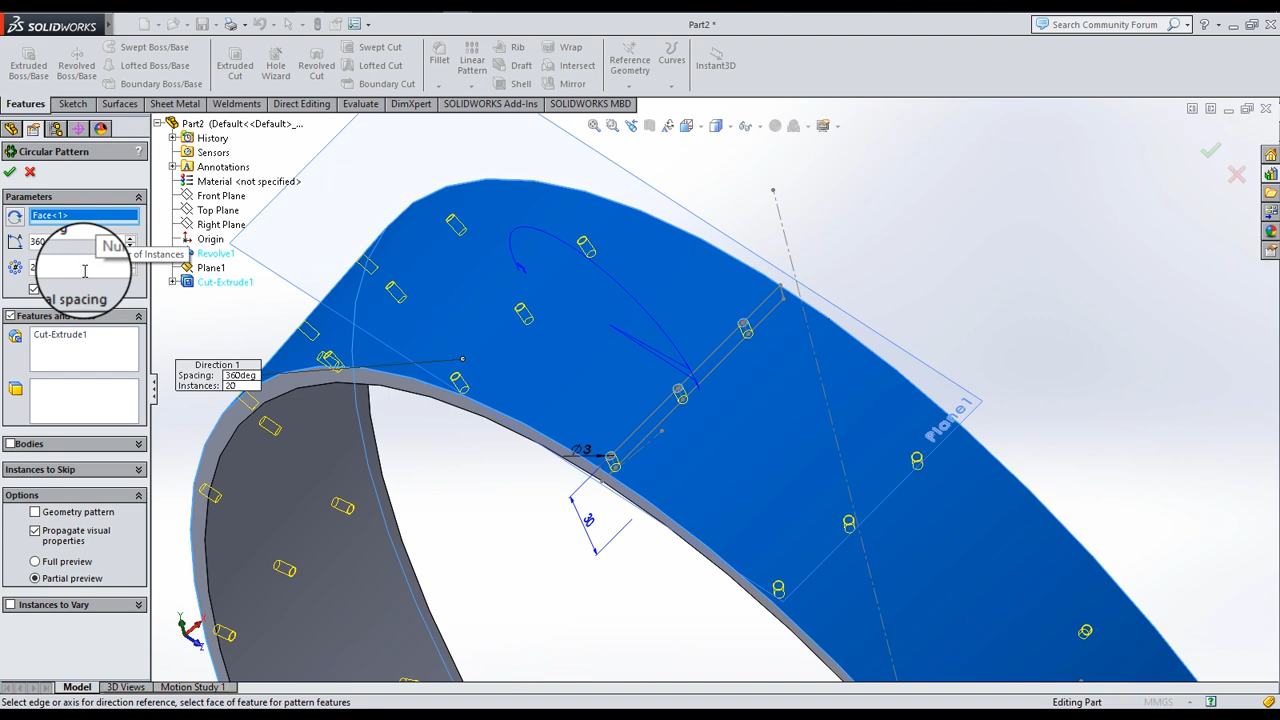 SOLIDWORKS
Part2 *
Search Community Forum
Extruded Boss/Base
Revolved Boss/Base
Swept Boss/Base
Lofted Boss/Base
Boundary Boss/Base
Extruded Cut
Hole Wizard
Revolved Cut
Swept Cut
Lofted Cut
Boundary Cut
Fillet
Linear Pattern
Rib
Draft
Shell
Wrap
Intersect
Mirror
Reference Geometry
Curves
Instant3D
Features
Sketch
Surfaces
Sheet Metal
Weldments
Direct Editing
Evaluate
DimXpert
SOLIDWORKS Add-Ins
SOLIDWORKS MBD
Circular Pattern
?
Parameters
Face<1>
360
Num
of Instances
al spacing
Features and
Cut-Extrude1
Bodies
Instances to Skip
Options
Geometry pattern
Propagate visual
properties
Full preview
Partial preview
Instances to Vary
Part2 (Default<<Default>_...
History
Sensors
Annotations
Material <not specified>
Front Plane
Top Plane
Right Plane
Origin
Revolve1
Plane1
Cut-Extrude1
Direction 1
Spacing: 360deg
Instances: 20
Ø3
Plane1
Y
Z
Model
3D Views
Motion Study 1
Select edge or axis for direction reference, select face of feature for pattern features
Editing Part
MMGS